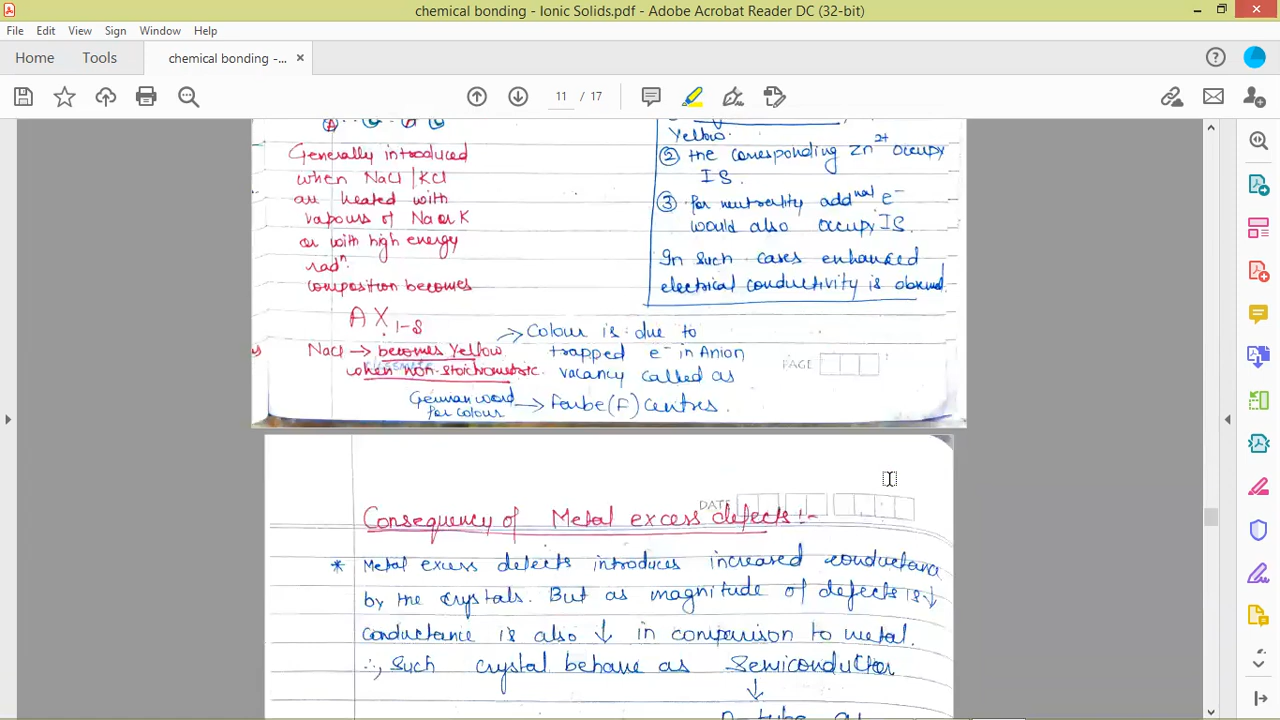 chemical bonding - Ionic Solids.pdf - Adobe Acrobat Reader DC (32-bit)
File Edit View Sign Window Help
Home Tools chemical bonding -... ×
11 / 17
Generally introduced
when NaCl | KCl
are heated with
vapours of Na or K
or with high energy
radⁿ.
composition becomes
AX1-δ
NaCl → becomes Yellow
when non-stoichometric.
German word
for colour
→ Colour is due to
trapped e⁻ in Anion
vacancy called as
→ Farbe (F) centres.
Yellow.
② the corresponding Zn²⁺ occupy
IS.
③ for neutrality addnal e⁻
would also occupy IS.
In such cases enhanced
electrical conductivity is observed.
PAGE
DATE
Consequency of Metal excess defects :-
* Metal excess defects introduces increased conductance
by the crystals. But as magnitude of defects is ↓
conductance is also ↓ in comparison to metal.
∴, Such crystal behave as Semiconductor
↓